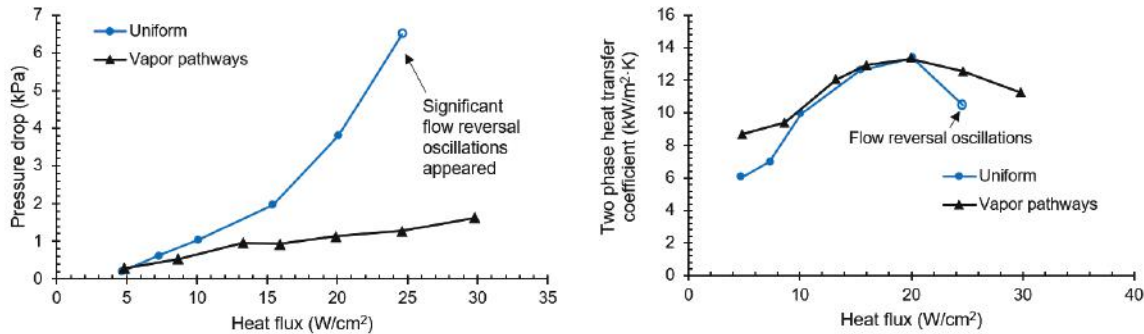 7
6
5
4
3
2
1
0
Pressure drop (kPa)
Uniform
Vapor pathways
Significant
flow reversal
oscillations
appeared
0 5 10 15 20 25 30 35
Heat flux (W/cm²)
16
14
12
10
8
6
4
2
0
Two phase heat transfer
coefficient (kW/m²·K)
Flow reversal oscillations
Uniform
Vapor pathways
0 10 20 30 40
Heat flux (W/cm²)